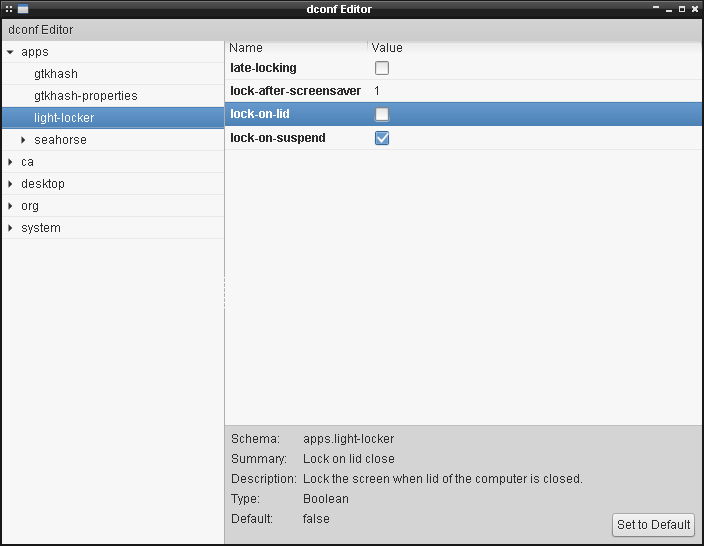 dconf Editor
dconf Editor
apps
gtkhash
gtkhash-properties
light-locker
seahorse
ca
desktop
org
system
Name Value
late-locking
lock-after-screensaver 1
lock-on-lid
lock-on-suspend
Schema: apps.light-locker
Summary: Lock on lid close
Description: Lock the screen when lid of the computer is closed.
Type: Boolean
Default: false
Set to Default